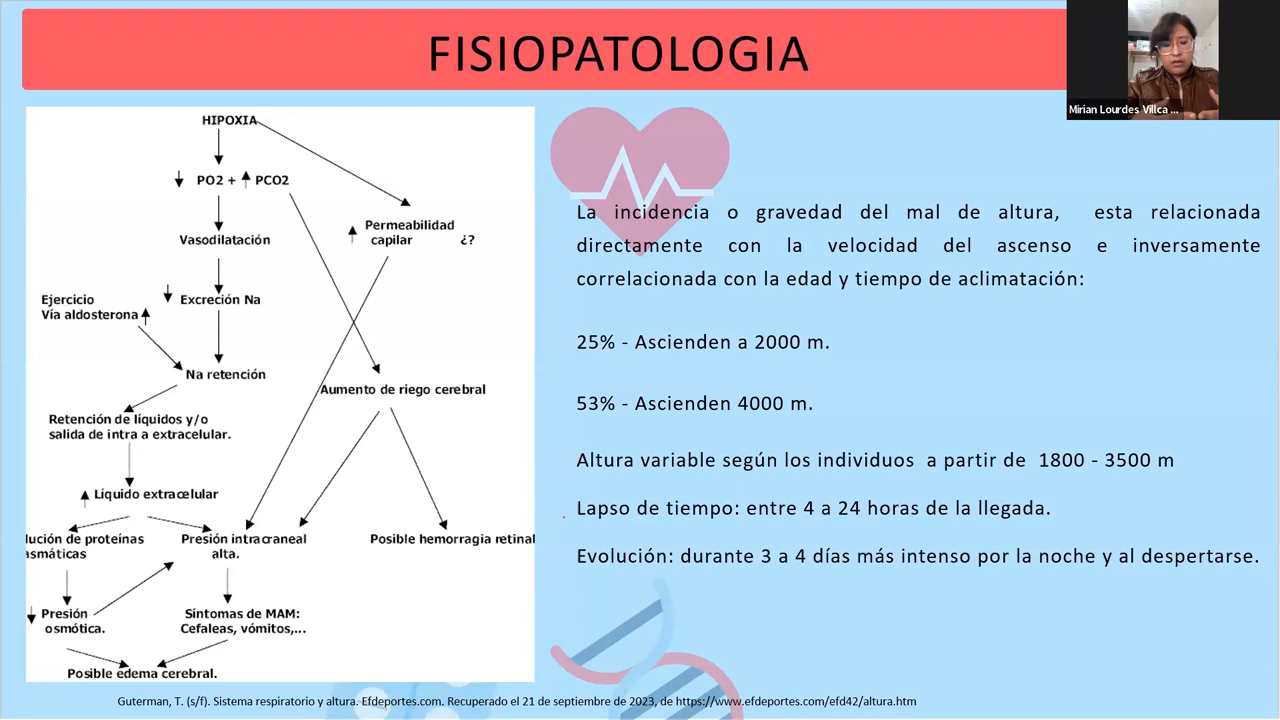 FISIOPATOLOGIA
Mirian Lourdes Villca ...
HIPOXIA
PO2 + PCO2
Vasodilatación
Permeabilidad
capilar ¿?
Excreción Na
Ejercicio
Vía aldosterona
Na retención
Aumento de riego cerebral
Retención de líquidos y/o
salida de intra a extracelular.
Líquido extracelular
lución de proteínas
asmáticas
Presión intracraneal
alta.
Posible hemorragia retinal
Presión
osmótica.
Síntomas de MAM:
Cefaleas, vómitos,...
Posible edema cerebral.
La incidencia o gravedad del mal de altura, esta relacionada
directamente con la velocidad del ascenso e inversamente
correlacionada con la edad y tiempo de aclimatación:
25% - Ascienden a 2000 m.
53% - Ascienden 4000 m.
Altura variable según los individuos a partir de 1800 - 3500 m
Lapso de tiempo: entre 4 a 24 horas de la llegada.
Evolución: durante 3 a 4 días más intenso por la noche y al despertarse.
Guterman, T. (s/f). Sistema respiratorio y altura. Efdeportes.com. Recuperado el 21 de septiembre de 2023, de https://www.efdeportes.com/efd42/altura.htm